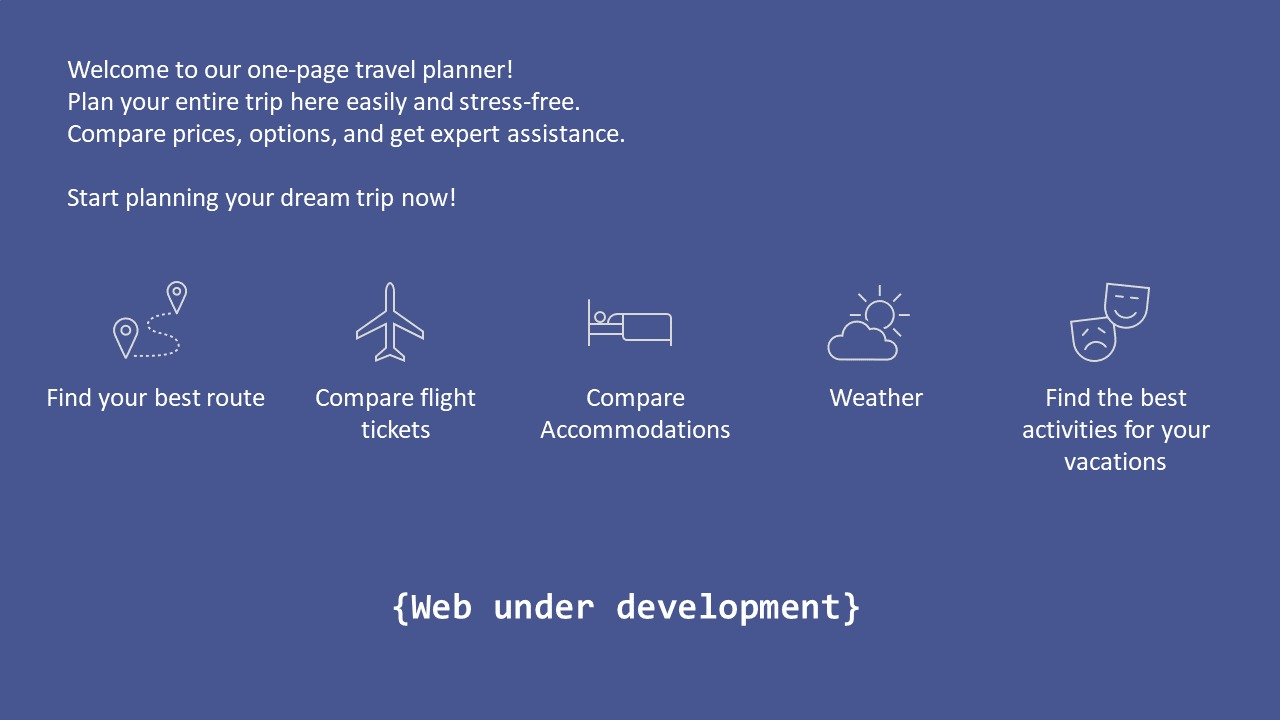 Welcome to our one-page travel planner!
Plan your entire trip here easily and stress-free.
Compare prices, options, and get expert assistance.
Start planning your dream trip now!
Find your best route
Compare flight
tickets
Compare
Accommodations
Weather
Find the best
activities for your
vacations
{Web under development}